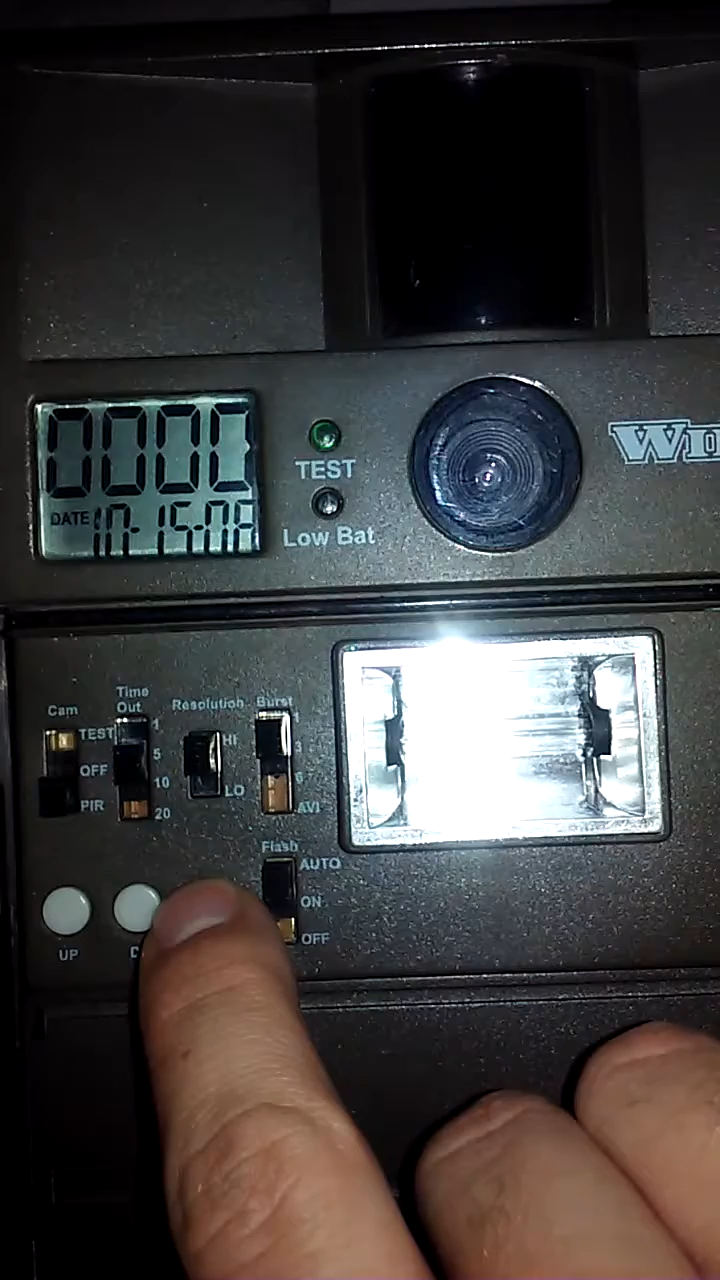 0000
DATE 10-15-08
TEST
Low Bat
Cam
TEST
OFF
PIR
Time Out
1
5
10
20
Resolution
HI
LO
Burst
1
3
6
AVI
Flash
AUTO
ON
OFF
UP